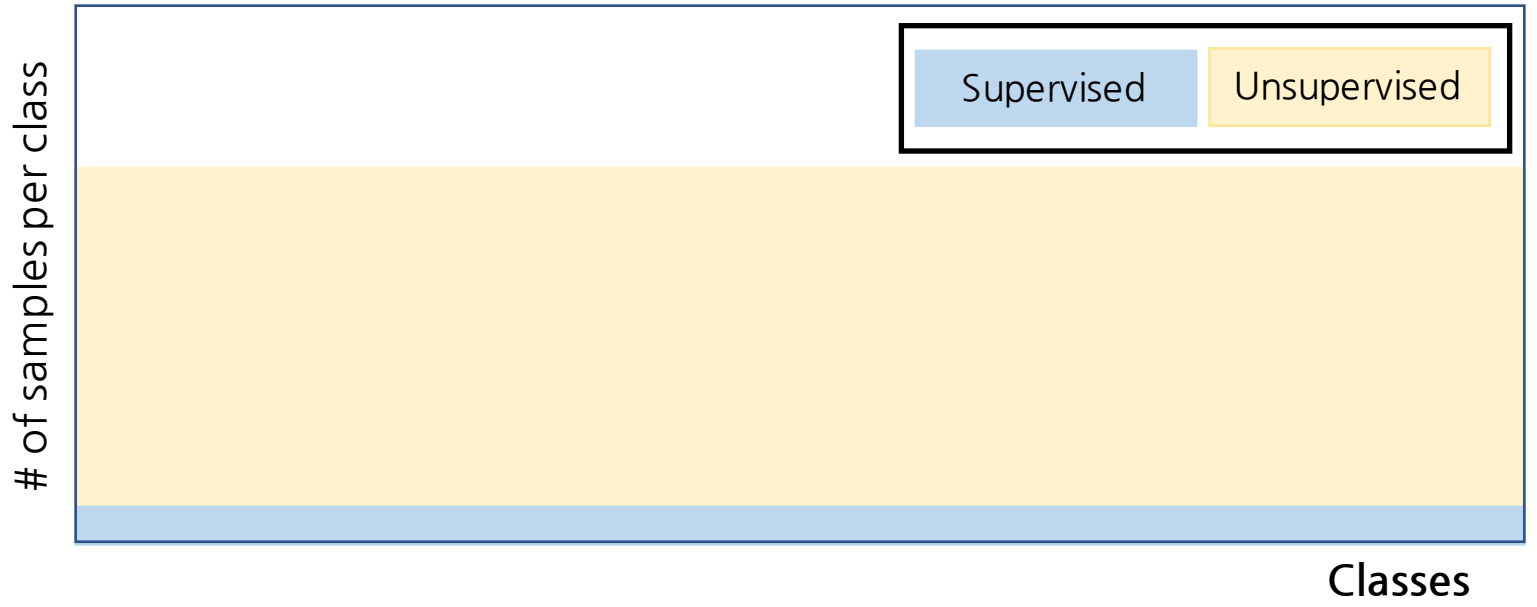 # of samples per class
Supervised
Unsupervised
Classes